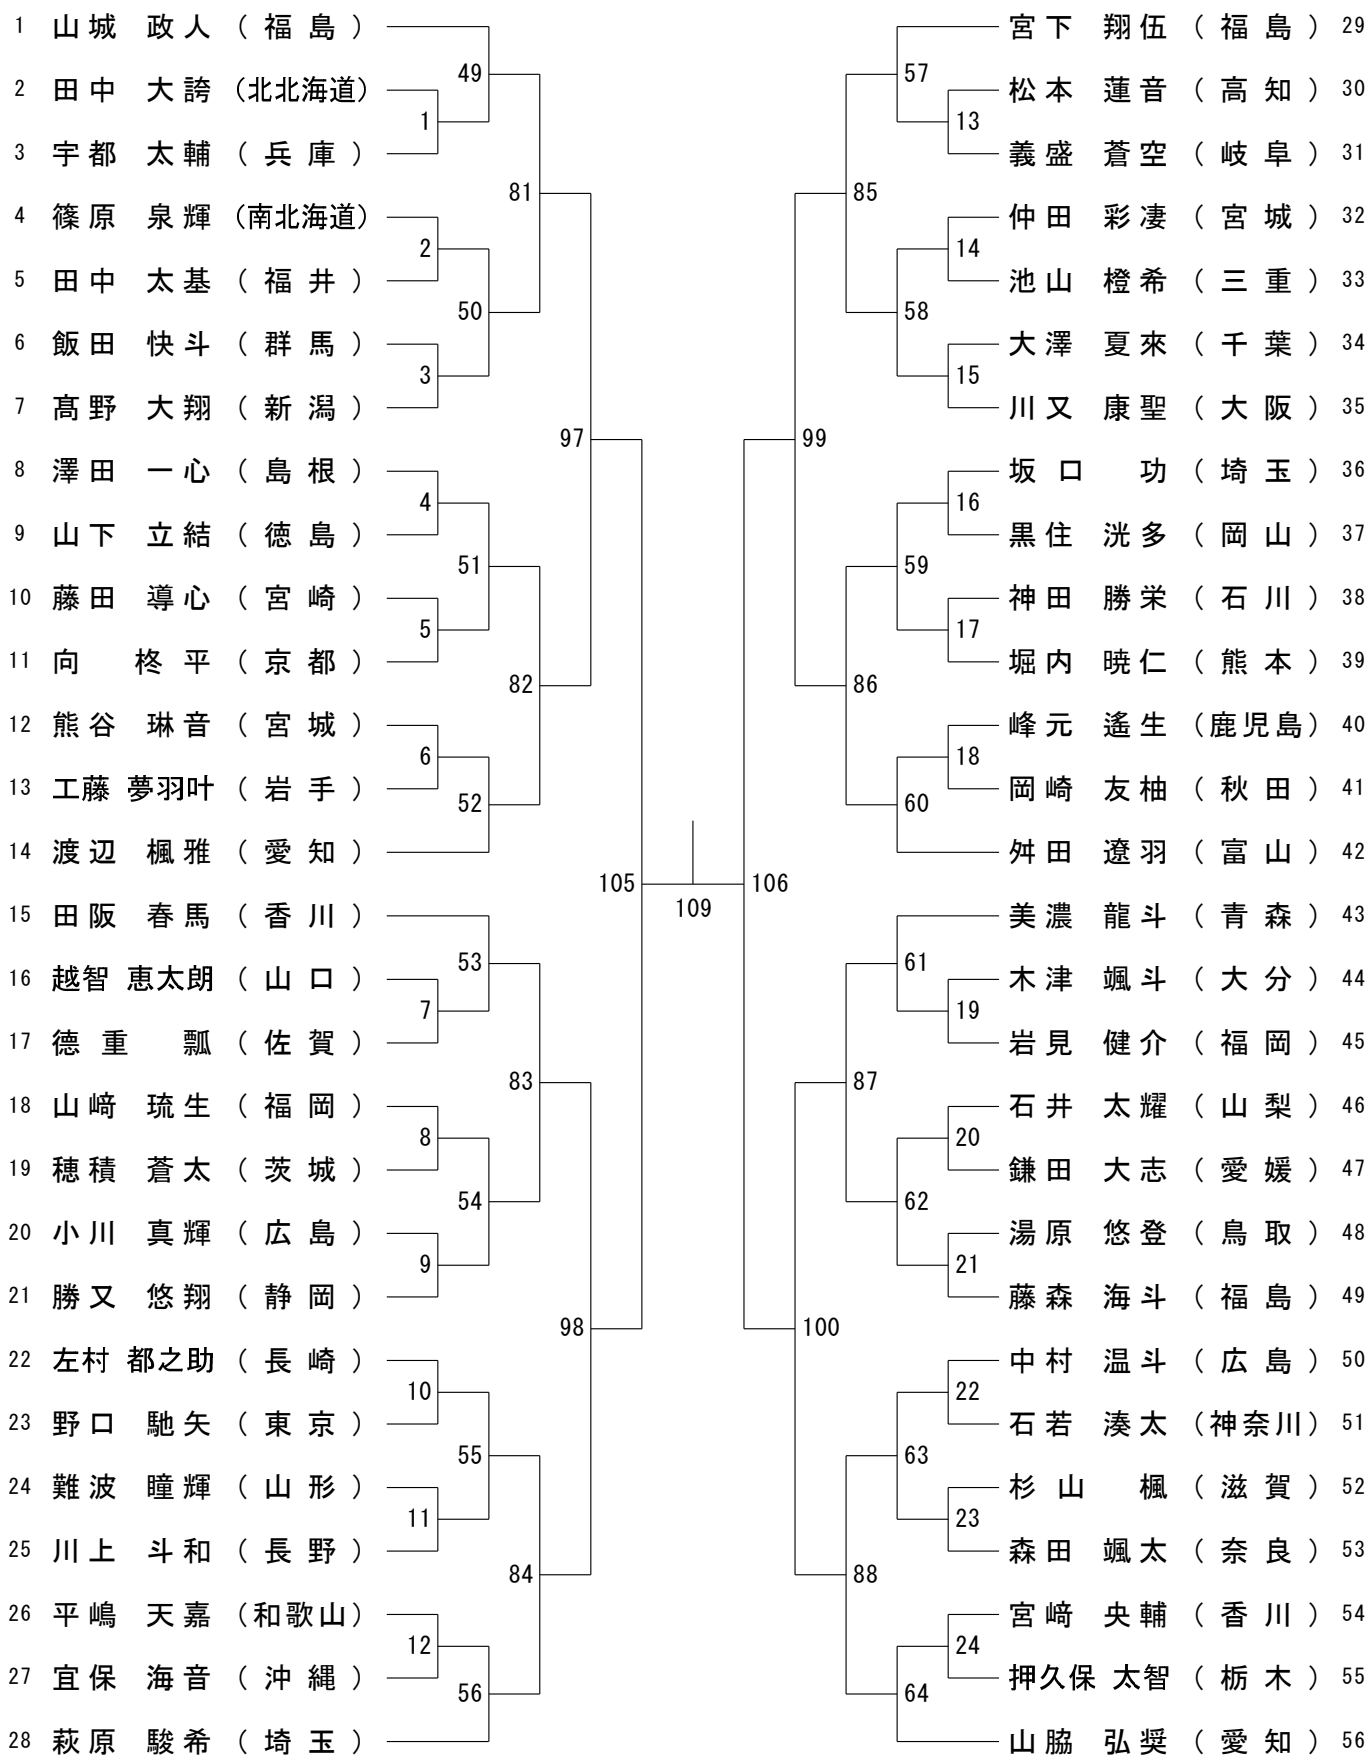 1 山城 政人 （福島）
2 田中 大誇 （北北海道）
3 宇都 太輔 （兵庫）
4 篠原 泉輝 （南北海道）
5 田中 太基 （福井）
6 飯田 快斗 （群馬）
7 髙野 大翔 （新潟）
8 澤田 一心 （島根）
9 山下 立結 （徳島）
10 藤田 導心 （宮崎）
11 向 柊平 （京都）
12 熊谷 琳音 （宮城）
13 工藤 夢羽叶 （岩手）
14 渡辺 楓雅 （愛知）
15 田阪 春馬 （香川）
16 越智 恵太朗 （山口）
17 德重 瓢 （佐賀）
18 山﨑 琉生 （福岡）
19 穂積 蒼太 （茨城）
20 小川 真輝 （広島）
21 勝又 悠翔 （静岡）
22 左村 都之助 （長崎）
23 野口 馳矢 （東京）
24 難波 瞳輝 （山形）
25 川上 斗和 （長野）
26 平嶋 天嘉 （和歌山）
27 宜保 海音 （沖縄）
28 萩原 駿希 （埼玉）
1
2
3
4
5
6
7
8
9
10
11
12
49
50
51
52
53
54
55
56
81
82
83
84
97
98
105
109
106
99
100
85
86
87
88
57
58
59
60
61
62
63
64
13
14
15
16
17
18
19
20
21
22
23
24
宮下 翔伍 （福島） 29
松本 蓮音 （高知） 30
義盛 蒼空 （岐阜） 31
仲田 彩凄 （宮城） 32
池山 橙希 （三重） 33
大澤 夏來 （千葉） 34
川又 康聖 （大阪） 35
坂口 功 （埼玉） 36
黒住 洸多 （岡山） 37
神田 勝栄 （石川） 38
堀内 暁仁 （熊本） 39
峰元 遙生 （鹿児島） 40
岡崎 友柚 （秋田） 41
舛田 遼羽 （富山） 42
美濃 龍斗 （青森） 43
木津 颯斗 （大分） 44
岩見 健介 （福岡） 45
石井 太耀 （山梨） 46
鎌田 大志 （愛媛） 47
湯原 悠登 （鳥取） 48
藤森 海斗 （福島） 49
中村 温斗 （広島） 50
石若 湊太 （神奈川） 51
杉山 楓 （滋賀） 52
森田 颯太 （奈良） 53
宮﨑 央輔 （香川） 54
押久保 太智 （栃木） 55
山脇 弘奨 （愛知） 56